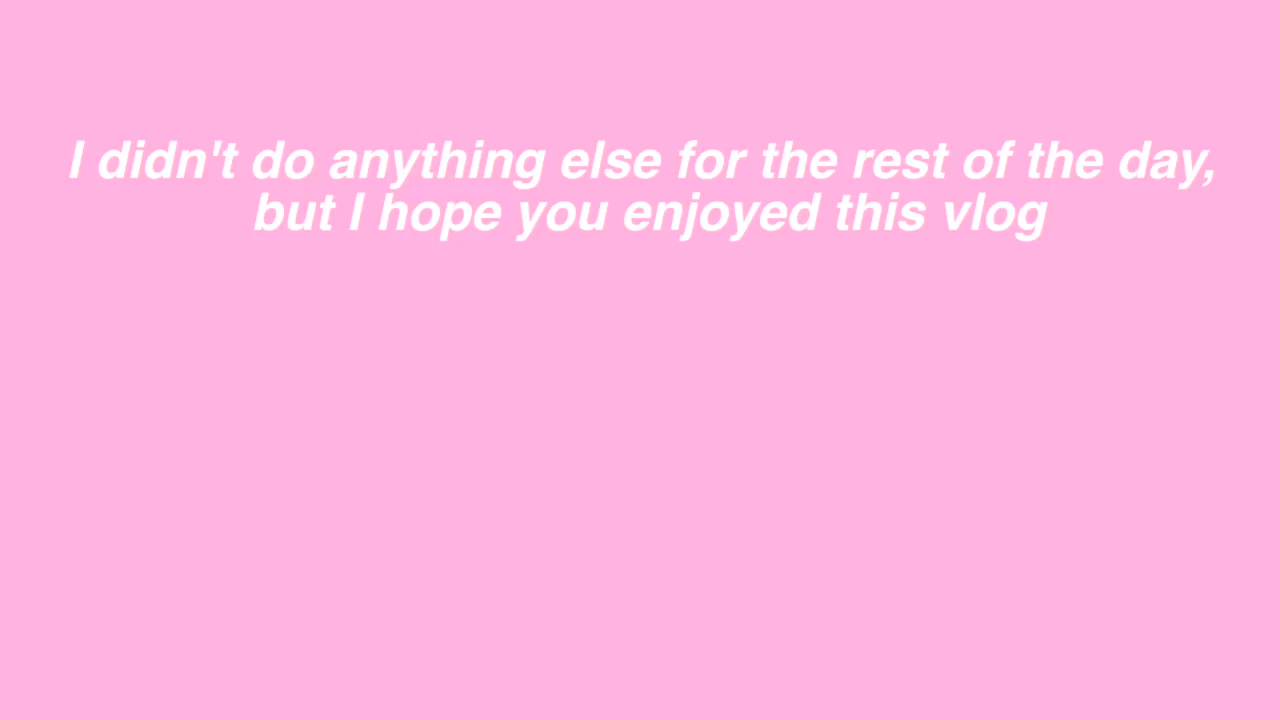 I didn't do anything else for the rest of the day,
but I hope you enjoyed this vlog